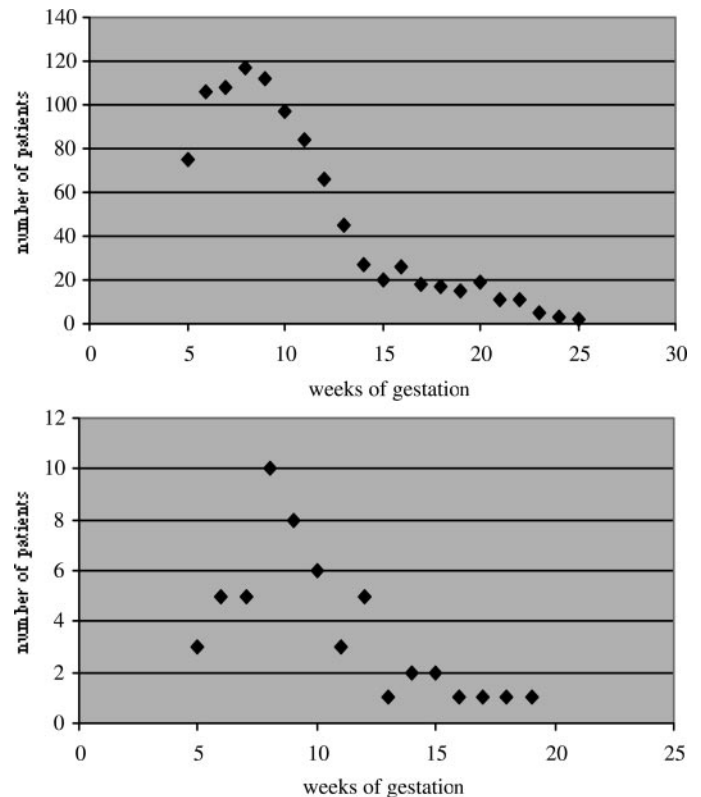 140
120
100
80
60
40
20
0
number of patients
0 5 10 15 20 25 30
weeks of gestation
12
10
8
6
4
2
0
number of patients
0 5 10 15 20 25
weeks of gestation